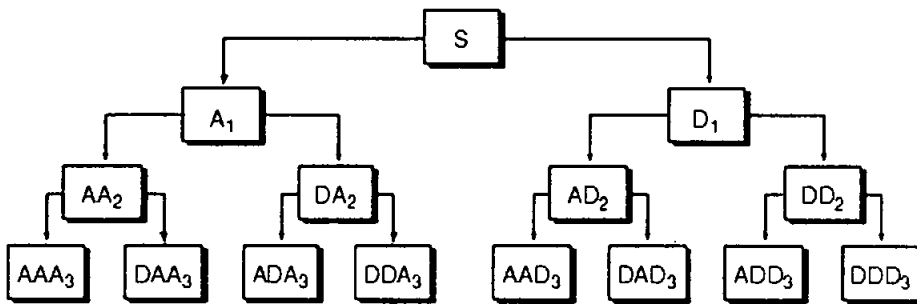 S
A₁ D₁
AA₂ DA₂ AD₂ DD₂
AAA₃ DAA₃ ADA₃ DDA₃ AAD₃ DAD₃ ADD₃ DDD₃